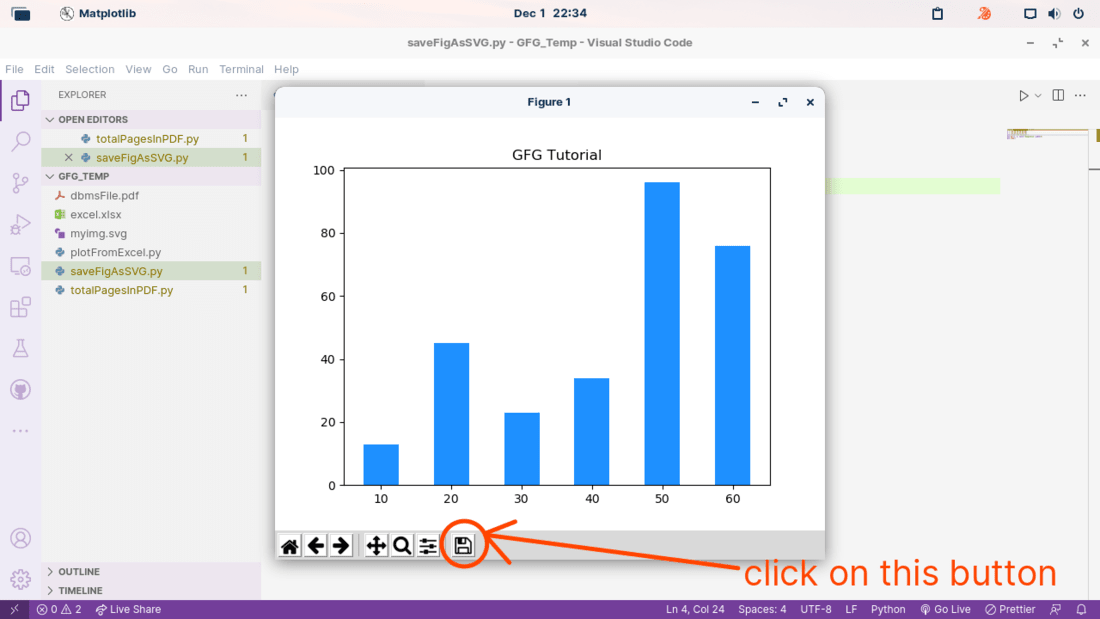 Matplotlib
Dec 1 22:34
saveFigAsSVG.py - GFG_Temp - Visual Studio Code
File Edit Selection View Go Run Terminal Help
EXPLORER
OPEN EDITORS
totalPagesInPDF.py 1
saveFigAsSVG.py 1
GFG_TEMP
dbmsFile.pdf
excel.xlsx
myimg.svg
plotFromExcel.py
saveFigAsSVG.py 1
totalPagesInPDF.py 1
OUTLINE
TIMELINE
Figure 1
GFG Tutorial
100
80
60
40
20
0
10 20 30 40 50 60
click on this button
0 2 Live Share Ln 4, Col 24 Spaces: 4 UTF-8 LF Python Go Live Prettier